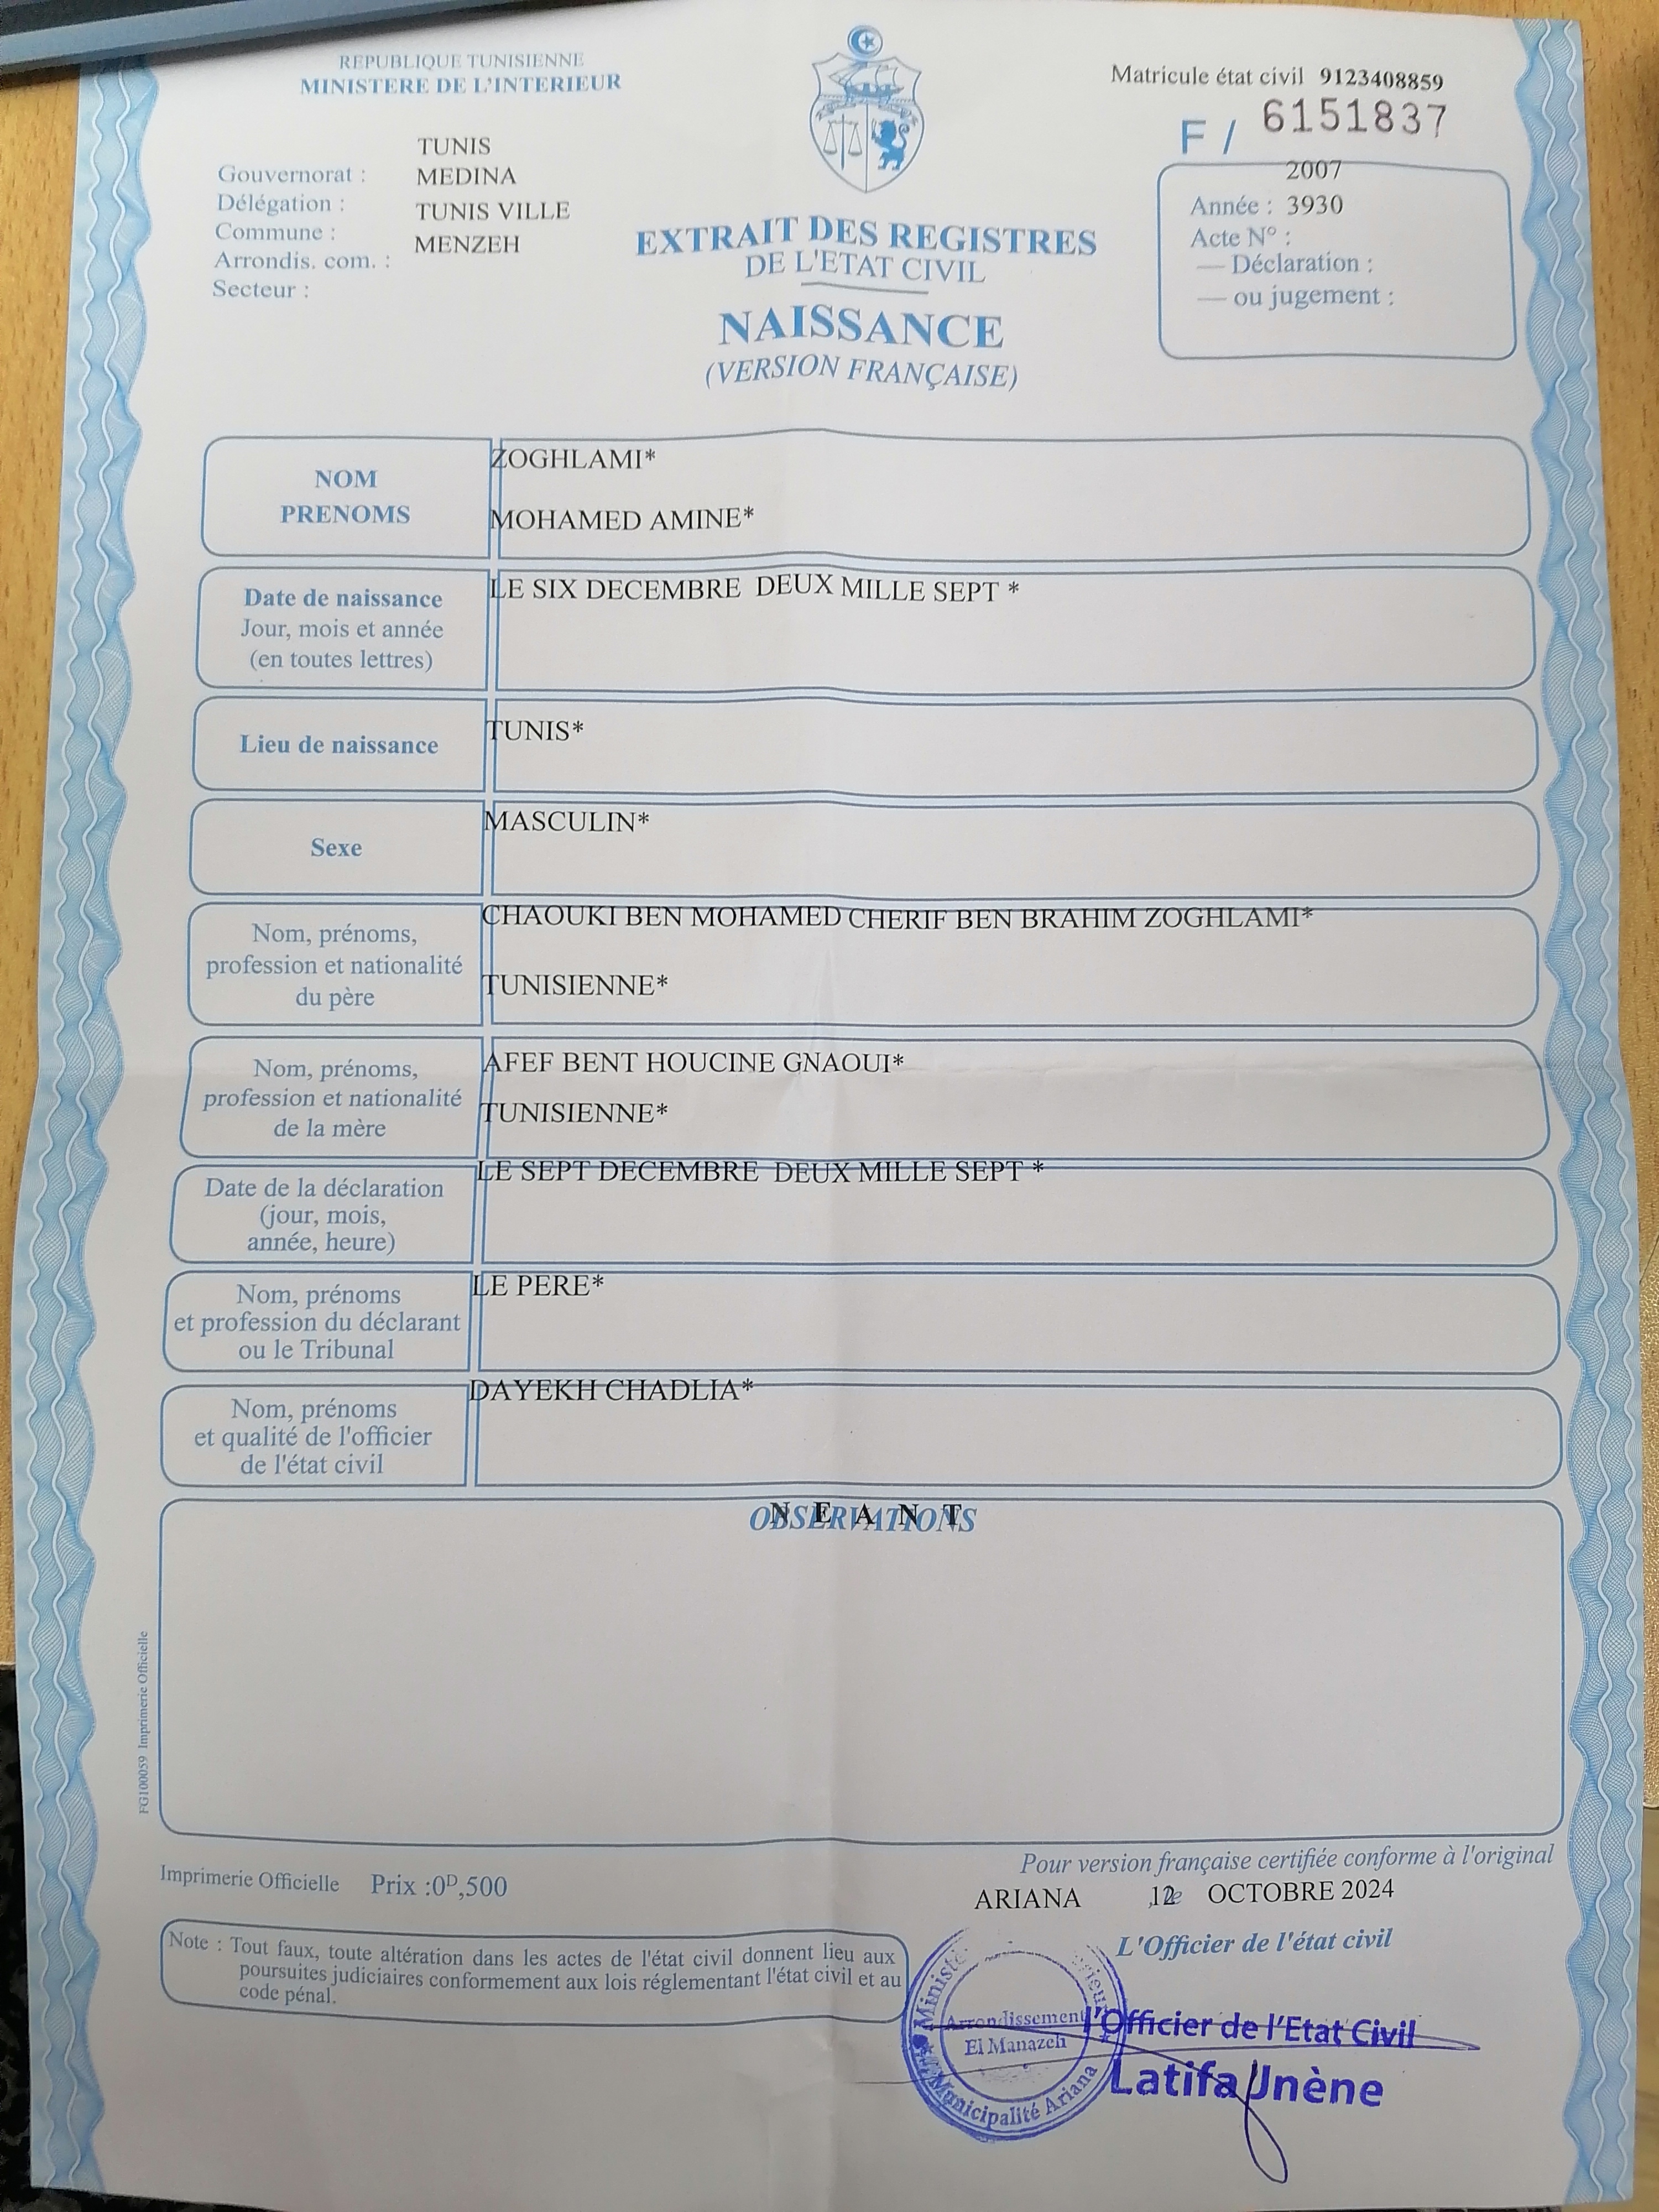 REPUBLIQUE TUNISIENNE
MINISTERE DE L'INTERIEUR
Matricule état civil 9123408859
F / 6151837
TUNIS
Gouvernorat : MEDINA
Délégation : TUNIS VILLE
Commune : MENZEH
Arrondis. com. :
Secteur :
2007
Année : 3930
Acte N° :
— Déclaration :
— ou jugement :
EXTRAIT DES REGISTRES
DE L'ETAT CIVIL
NAISSANCE
(VERSION FRANÇAISE)
NOM ZOGHLAMI*
PRENOMS MOHAMED AMINE*
Date de naissance LE SIX DECEMBRE DEUX MILLE SEPT *
Jour, mois et année
(en toutes lettres)
Lieu de naissance TUNIS*
Sexe MASCULIN*
CHAOUKI BEN MOHAMED CHERIF BEN BRAHIM ZOGHLAMI*
Nom, prénoms,
profession et nationalité
du père
TUNISIENNE*
AFEF BENT HOUCINE GNAOUI*
Nom, prénoms,
profession et nationalité
de la mère
TUNISIENNE*
LE SEPT DECEMBRE DEUX MILLE SEPT *
Date de la déclaration
(jour, mois,
année, heure)
LE PERE*
Nom, prénoms
et profession du déclarant
ou le Tribunal
DAYEKH CHADLIA*
Nom, prénoms
et qualité de l'officier
de l'état civil
OBSERVATIONS
N E A N T
FG100059 Imprimerie Officielle
Imprimerie Officielle Prix :0D,500
Pour version française certifiée conforme à l'original
ARIANA ,le 12 OCTOBRE 2024
L'Officier de l'état civil
Note : Tout faux, toute altération dans les actes de l'état civil donnent lieu aux
poursuites judiciaires conformement aux lois réglementant l'état civil et au
code pénal.
Arrondissement
El Manazeh
Municipalité Ariana
l'Officier de l'Etat Civil
Latifa Jnène